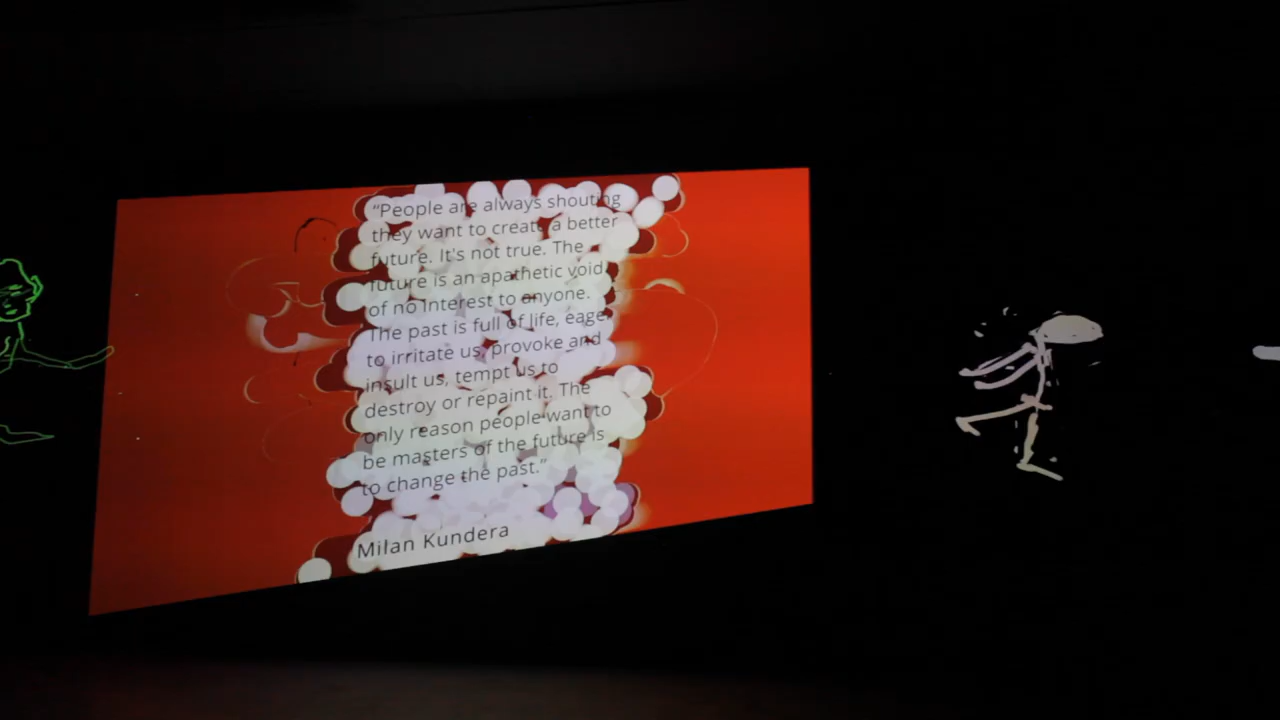 “People are always shouting
they want to create a better
future. It's not true. The
future is an apathetic void
of no interest to anyone.
The past is full of life, eager
to irritate us, provoke and
insult us, tempt us to
destroy or repaint it. The
only reason people want to
be masters of the future is
to change the past.”
Milan Kundera